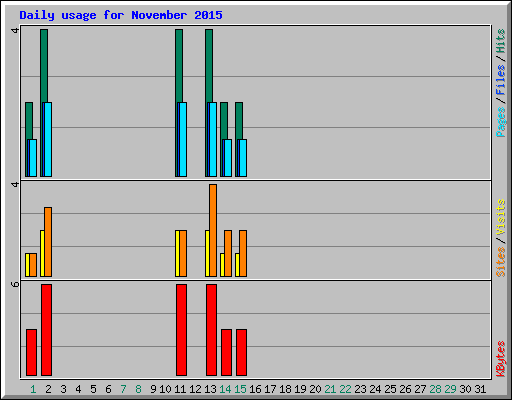 Daily usage for November 2015
4
4
6
Pages / Files / Hits
Sites / Visits
KBytes
1 2 3 4 5 6 7 8 9 10 11 12 13 14 15 16 17 18 19 20 21 22 23 24 25 26 27 28 29 30 31